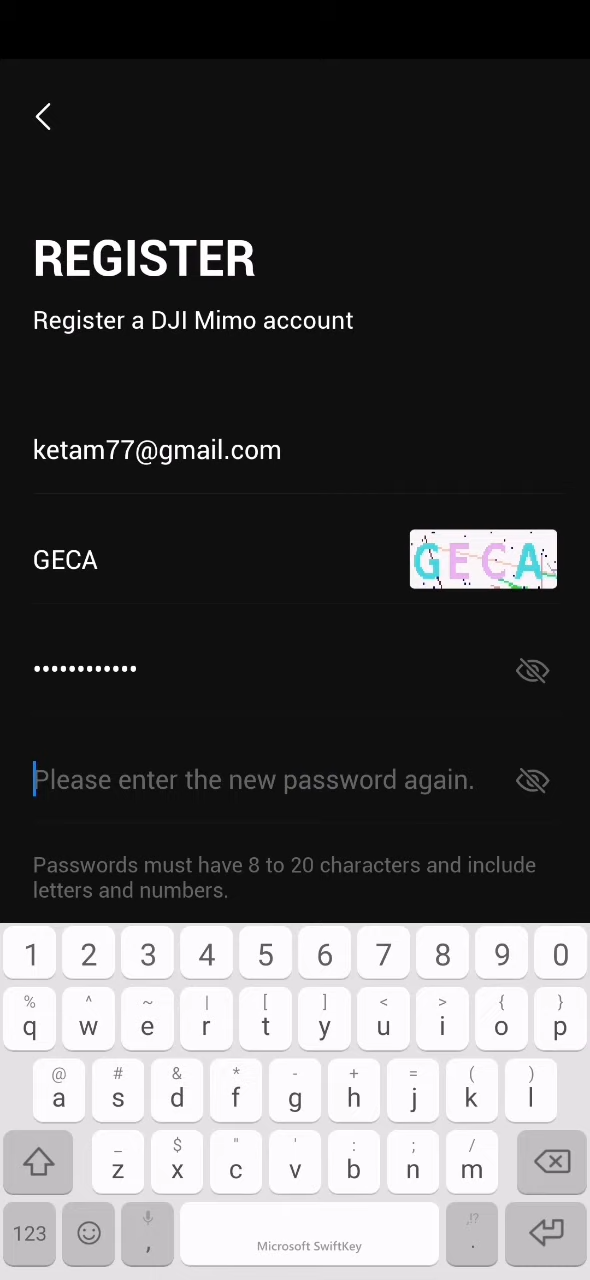 REGISTER
Register a DJI Mimo account
ketam77@gmail.com
GECA
GECA
••••••••••••
Please enter the new password again.
Passwords must have 8 to 20 characters and include
letters and numbers.
1 2 3 4 5 6 7 8 9 0
% ^ ~ | [ ] < > { }
q w e r t y u i o p
@ # & * - + = ( )
a s d f g h j k l
_ $ " ' : ; /
z x c v b n m
,!?
123 , Microsoft SwiftKey .